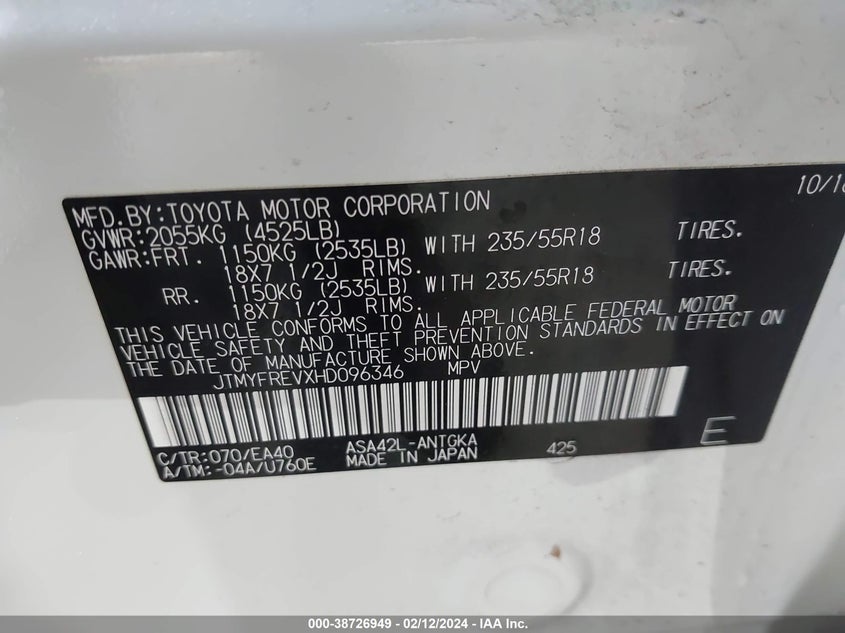 10/1
MFD.BY:TOYOTA MOTOR CORPORATION
GVWR:2055KG (4525LB)
GAWR:FRT. 1150KG (2535LB) WITH 235/55R18 TIRES.
18X7 1/2J RIMS.
RR. 1150KG (2535LB) WITH 235/55R18 TIRES.
18X7 1/2J RIMS.
THIS VEHICLE CONFORMS TO ALL APPLICABLE FEDERAL MOTOR
VEHICLE SAFETY AND THEFT PREVENTION STANDARDS IN EFFECT ON
THE DATE OF MANUFACTURE SHOWN ABOVE.
JTMYFREVXHD096346 MPV
C/TR:070/EA40 ASA42L-ANTGKA 425 E
A/TM:-04A/U760E MADE IN JAPAN
000-38726949 - 02/12/2024 - IAA Inc.